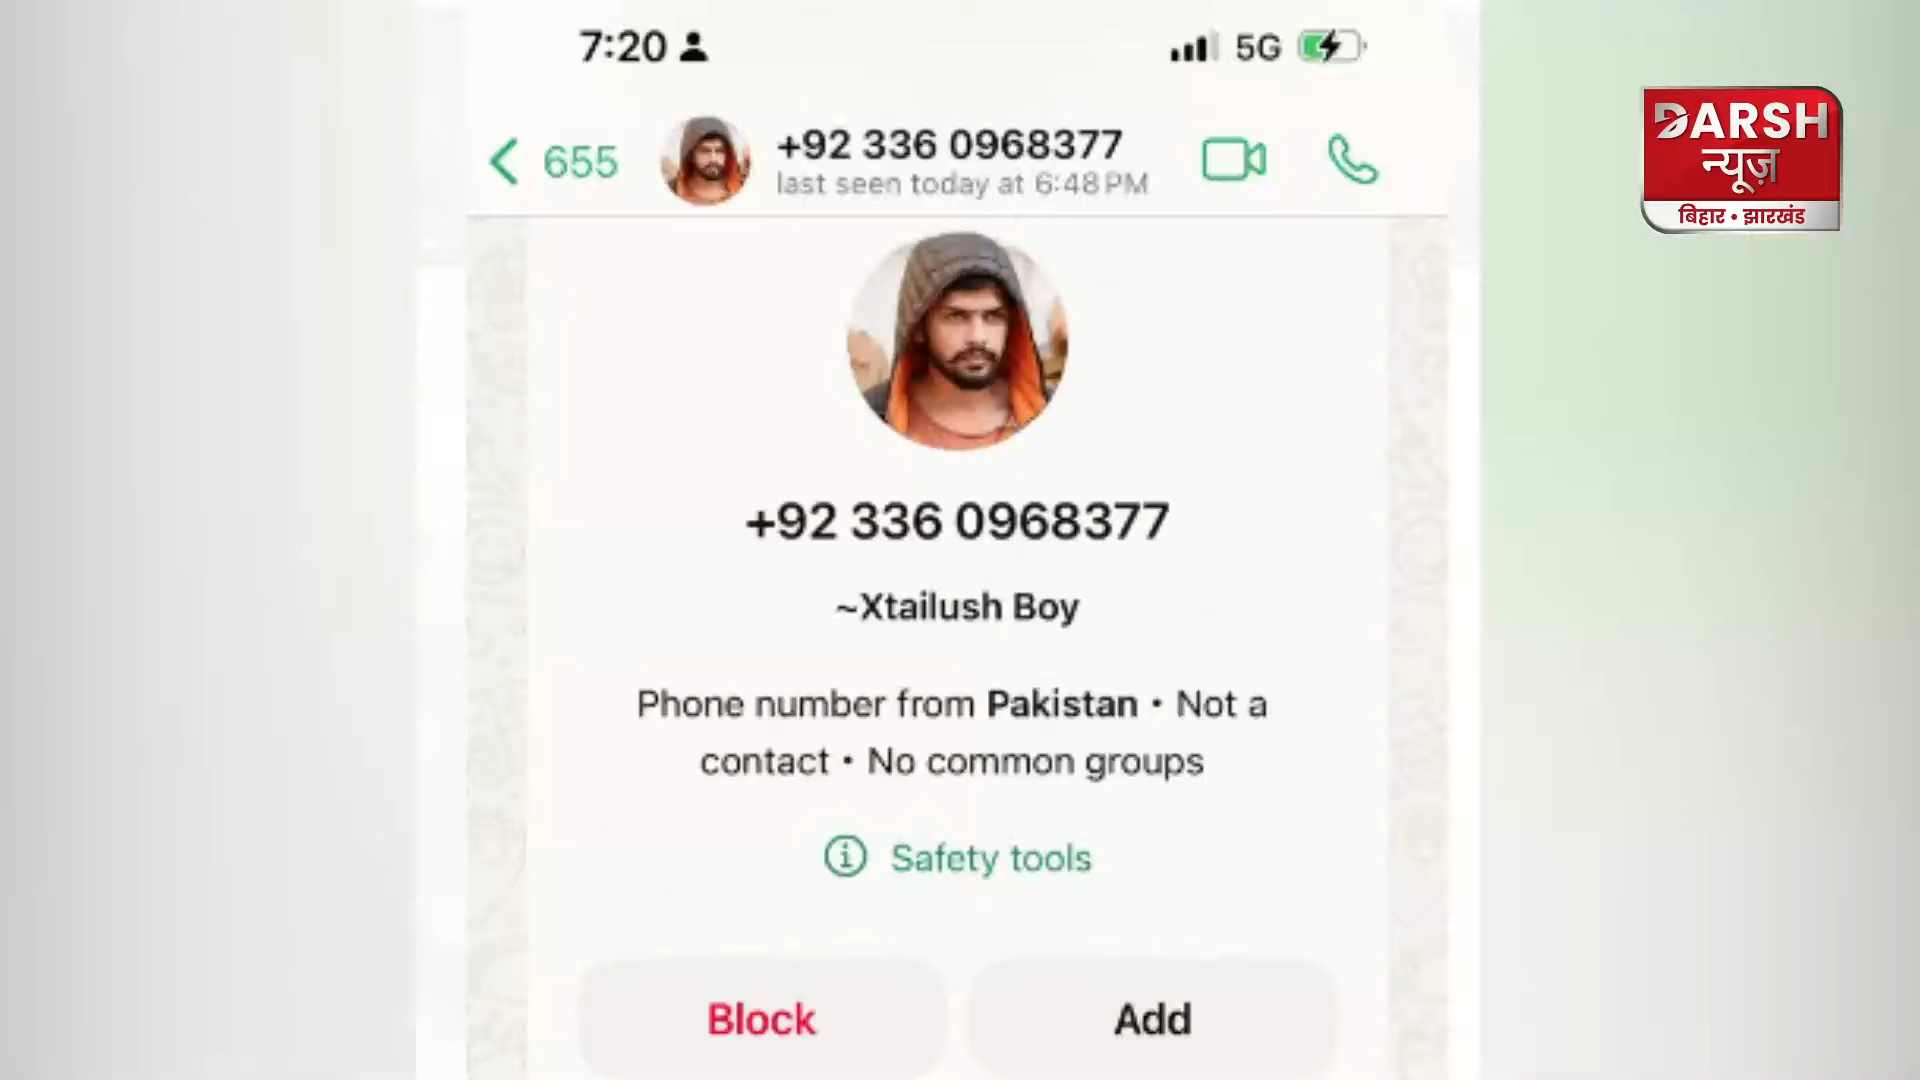 7:20
5G
655
+92 336 0968377
last seen today at 6:48 PM
DARSH
न्यूज़
बिहार • झारखंड
+92 336 0968377
~Xtailush Boy
Phone number from Pakistan • Not a
contact • No common groups
Safety tools
Block
Add